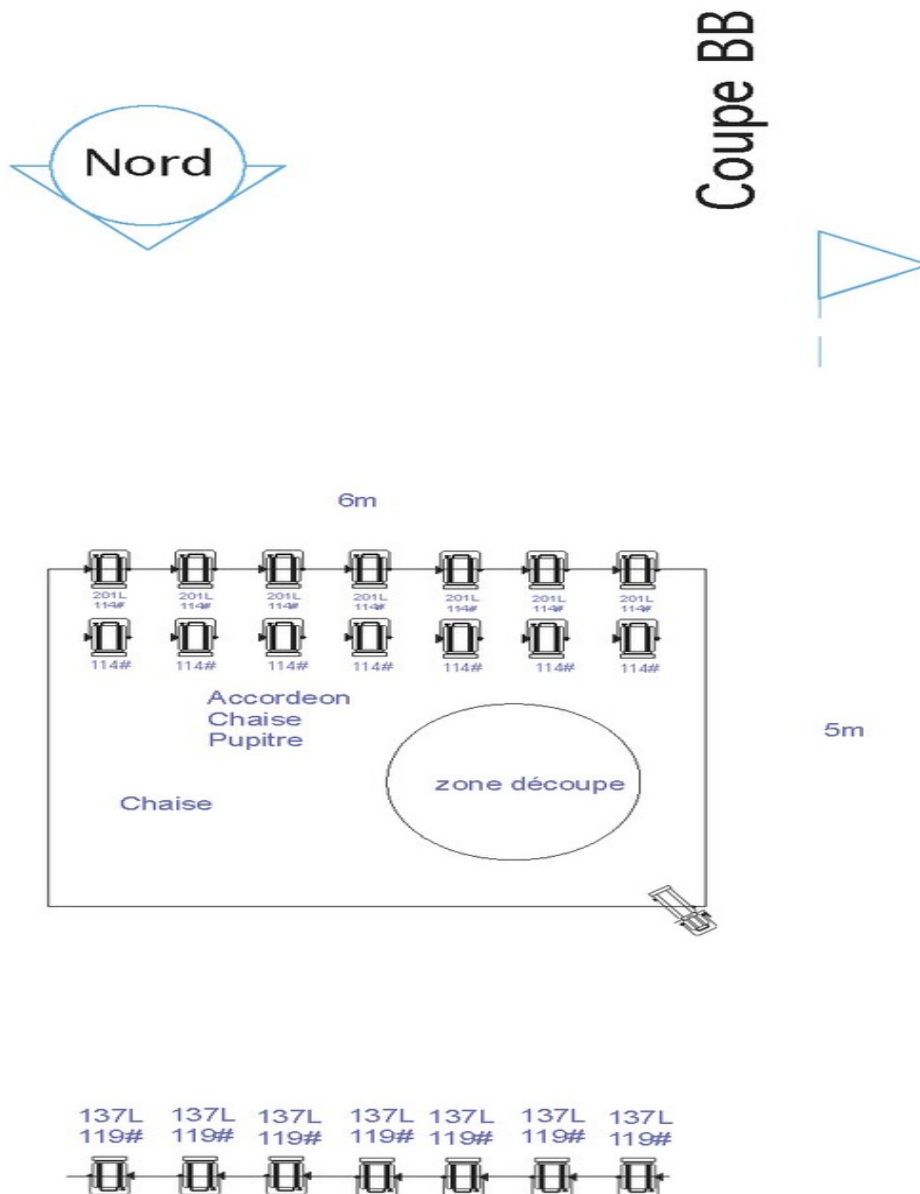 Coupe BB
Nord
6m
201L 201L 201L 201L 201L 201L 201L
114# 114# 114# 114# 114# 114# 114#
114# 114# 114# 114# 114# 114# 114#
Accordeon
Chaise
Pupitre
5m
zone découpe
Chaise
137L 137L 137L 137L 137L 137L 137L
119# 119# 119# 119# 119# 119# 119#